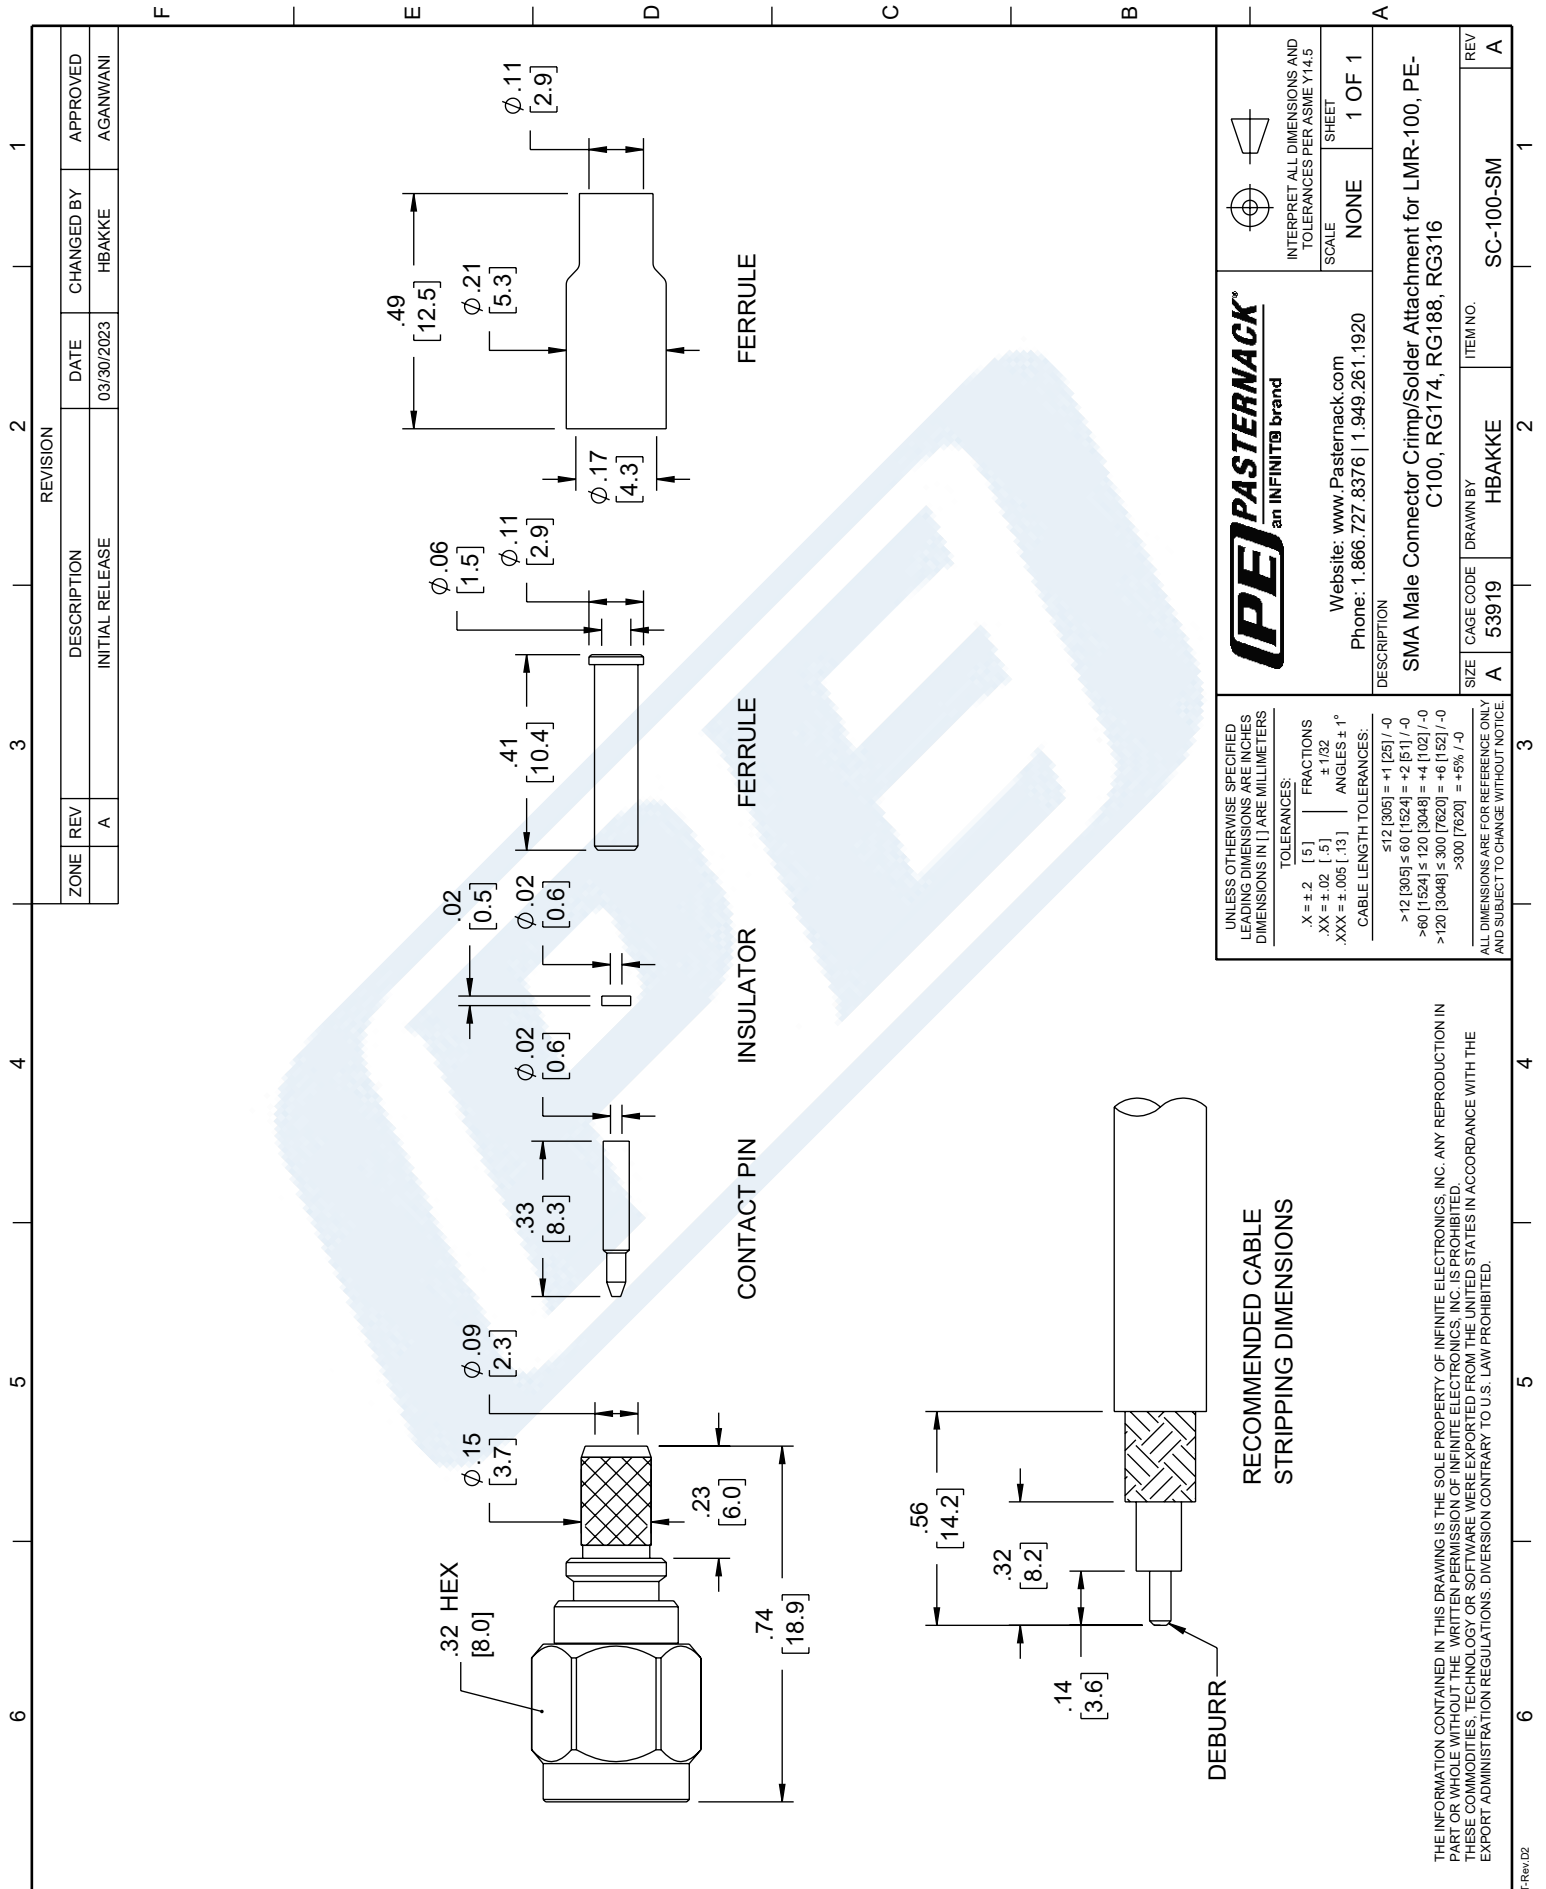 REVISION
ZONE REV DESCRIPTION DATE CHANGED BY APPROVED
A INITIAL RELEASE 03/30/2023 HBAKKE AGANWANI
6 5 4 3 2 1
F
E
D
C
B
A
.32 HEX
[8.0]
⌀.15
[3.7]
⌀.09
[2.3]
.23
[6.0]
.74
[18.9]
.33
[8.3]
⌀.02
[0.6]
CONTACT PIN
.02
[0.5]
⌀.02
[0.6]
INSULATOR
.41
[10.4]
⌀.06
[1.5]
⌀.11
[2.9]
FERRULE
.49
[12.5]
⌀.21
[5.3]
⌀.17
[4.3]
⌀.11
[2.9]
FERRULE
.56
[14.2]
.32
[8.2]
.14
[3.6]
DEBURR
RECOMMENDED CABLE
STRIPPING DIMENSIONS
THE INFORMATION CONTAINED IN THIS DRAWING IS THE SOLE PROPERTY OF INFINITE ELECTRONICS, INC. ANY REPRODUCTION IN
PART OR WHOLE WITHOUT THE WRITTEN PERMISSION OF INFINITE ELECTRONICS, INC. IS PROHIBITED.
THESE COMMODITIES, TECHNOLOGY OR SOFTWARE WERE EXPORTED FROM THE UNITED STATES IN ACCORDANCE WITH THE
EXPORT ADMINISTRATION REGULATIONS. DIVERSION CONTRARY TO U.S. LAW PROHIBITED.
UNLESS OTHERWISE SPECIFIED
LEADING DIMENSIONS ARE INCHES
DIMENSIONS IN [ ] ARE MILLIMETERS
TOLERANCES:
.X = ± .2 [ 5 ] FRACTIONS
.XX = ± .02 [ .5 ] ± 1/32
.XXX = ± .005 [ .13 ] ANGLES ± 1°
CABLE LENGTH TOLERANCES:
≤12 [305] = +1 [25] / -0
>12 [305] ≤ 60 [1524] = +2 [51] / -0
>60 [1524] ≤ 120 [3048] = +4 [102] / -0
>120 [3048] ≤ 300 [7620] = +6 [152] / -0
>300 [7620] = +5% / -0
ALL DIMENSIONS ARE FOR REFERENCE ONLY
AND SUBJECT TO CHANGE WITHOUT NOTICE.
PE PASTERNACK®
an INFINIT brand
Website: www.Pasternack.com
Phone: 1.866.727.8376 | 1.949.261.1920
INTERPRET ALL DIMENSIONS AND
TOLERANCES PER ASME Y14.5
SCALE NONE
SHEET 1 OF 1
DESCRIPTION
SMA Male Connector Crimp/Solder Attachment for LMR-100, PE-
C100, RG174, RG188, RG316
SIZE CAGE CODE DRAWN BY ITEM NO. REV
A 53919 HBAKKE SC-100-SM A
6 5 4 3 2 1
T-Rev.D2
PE